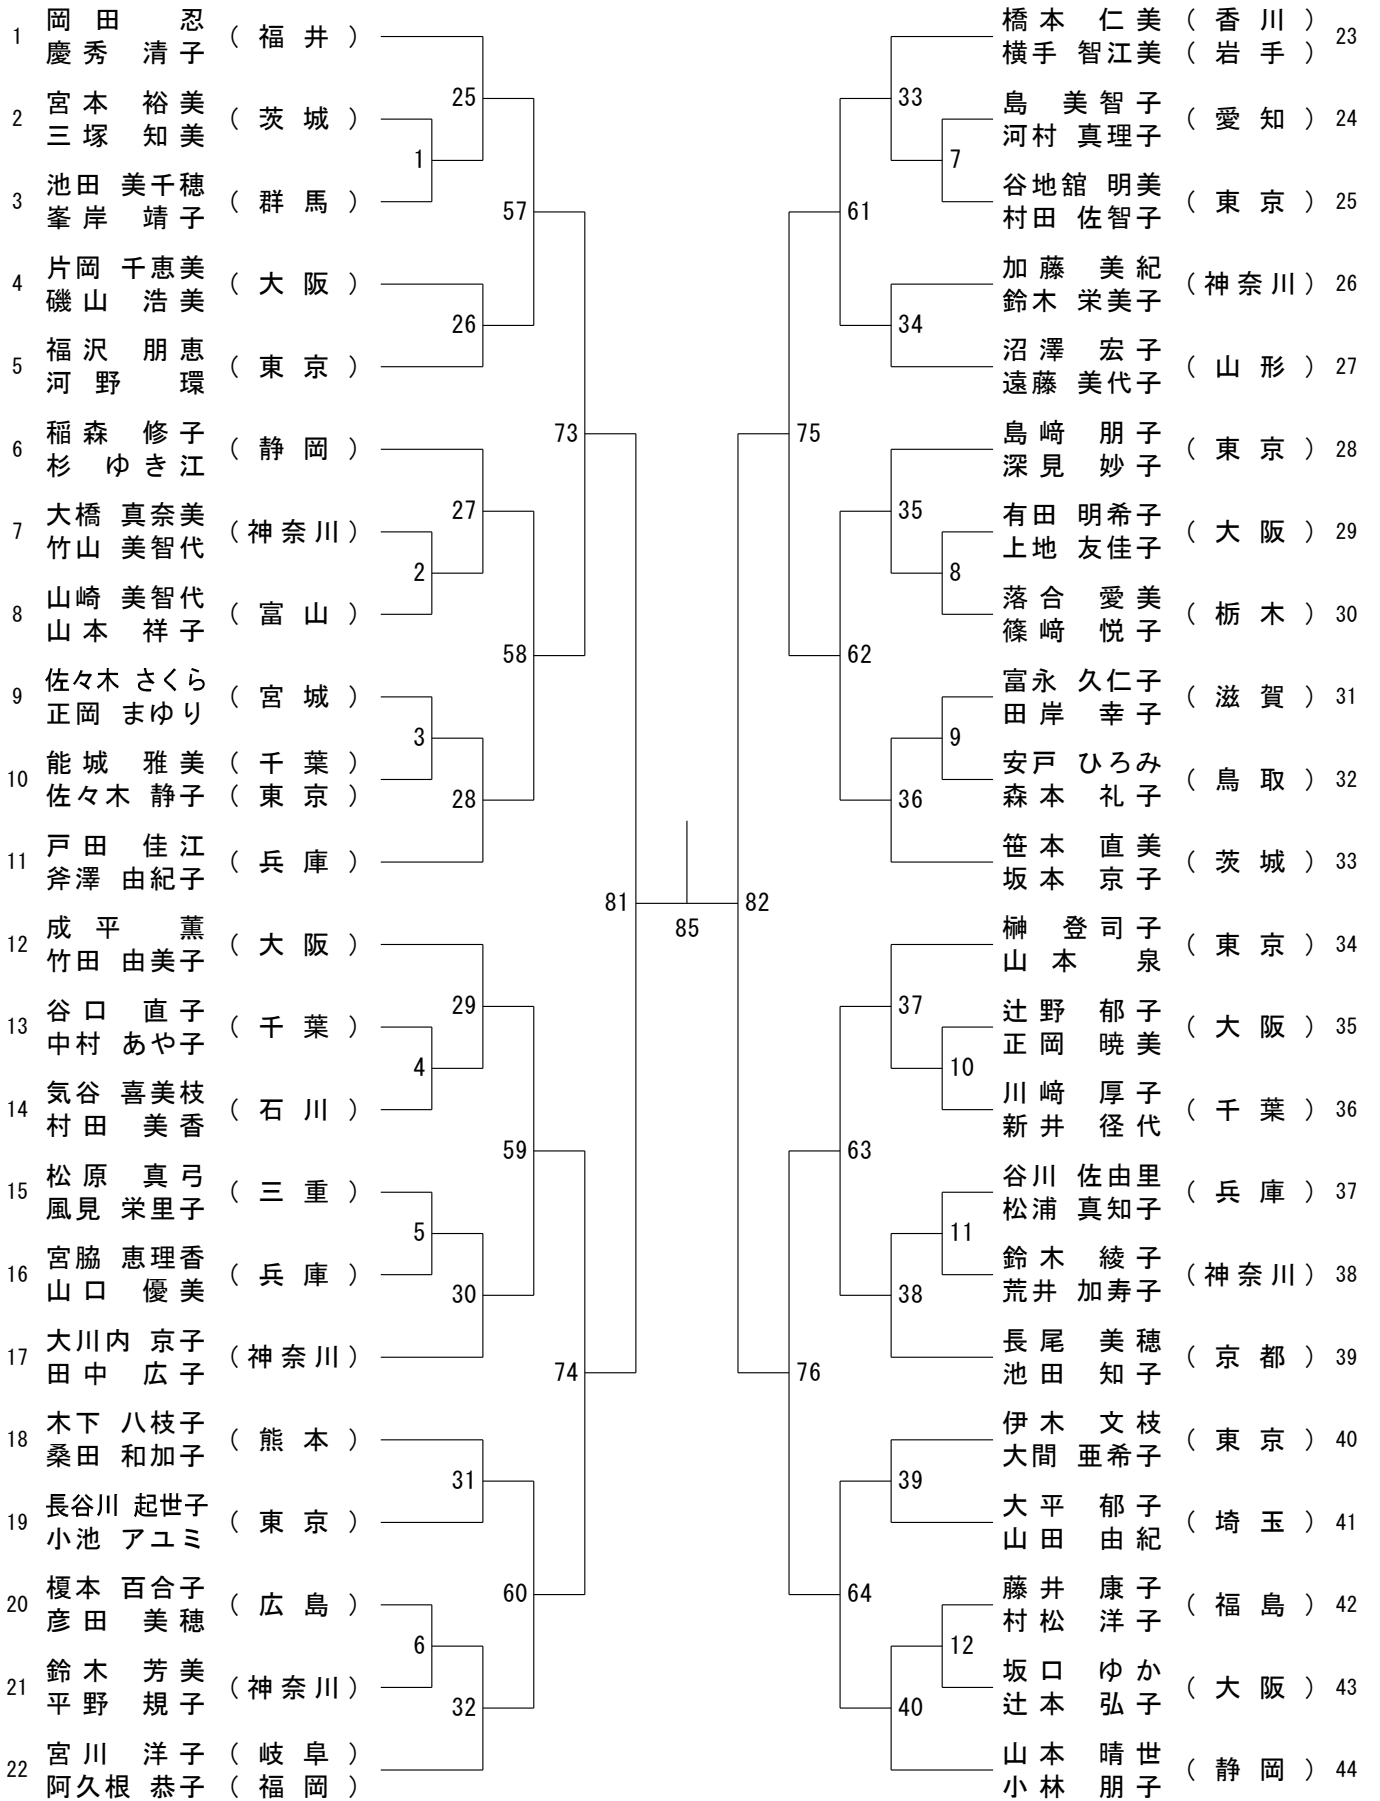 1 岡田 忍 (福井)
慶秀 清子
2 宮本 裕美 (茨城)
三塚 知美
3 池田 美千穂 (群馬)
峯岸 靖子
4 片岡 千恵美 (大阪)
磯山 浩美
5 福沢 朋恵 (東京)
河野 環
6 稲森 修子 (静岡)
杉 ゆき江
7 大橋 真奈美 (神奈川)
竹山 美智代
8 山崎 美智代 (富山)
山本 祥子
9 佐々木 さくら (宮城)
正岡 まゆり
10 能城 雅美 (千葉)
佐々木 静子 (東京)
11 戸田 佳江 (兵庫)
斧澤 由紀子
12 成平 薫 (大阪)
竹田 由美子
13 谷口 直子 (千葉)
中村 あや子
14 気谷 喜美枝 (石川)
村田 美香
15 松原 真弓 (三重)
風見 栄里子
16 宮脇 恵理香 (兵庫)
山口 優美
17 大川内 京子 (神奈川)
田中 広子
18 木下 八枝子 (熊本)
桑田 和加子
19 長谷川 起世子 (東京)
小池 アユミ
20 榎本 百合子 (広島)
彦田 美穂
21 鈴木 芳美 (神奈川)
平野 規子
22 宮川 洋子 (岐阜)
阿久根 恭子 (福岡)
1
2
3
4
5
6
25
26
27
28
29
30
31
32
57
58
59
60
73
74
81
85
82
75
76
61
62
63
64
33
34
35
36
37
38
39
40
7
8
9
10
11
12
橋本 仁美 (香川) 23
横手 智江美 (岩手)
島 美智子 (愛知) 24
河村 真理子
谷地舘 明美 (東京) 25
村田 佐智子
加藤 美紀 (神奈川) 26
鈴木 栄美子
沼澤 宏子 (山形) 27
遠藤 美代子
島﨑 朋子 (東京) 28
深見 妙子
有田 明希子 (大阪) 29
上地 友佳子
落合 愛美 (栃木) 30
篠﨑 悦子
富永 久仁子 (滋賀) 31
田岸 幸子
安戸 ひろみ (鳥取) 32
森本 礼子
笹本 直美 (茨城) 33
坂本 京子
榊 登司子 (東京) 34
山本 泉
辻野 郁子 (大阪) 35
正岡 暁美
川﨑 厚子 (千葉) 36
新井 径代
谷川 佐由里 (兵庫) 37
松浦 真知子
鈴木 綾子 (神奈川) 38
荒井 加寿子
長尾 美穂 (京都) 39
池田 知子
伊木 文枝 (東京) 40
大間 亜希子
大平 郁子 (埼玉) 41
山田 由紀
藤井 康子 (福島) 42
村松 洋子
坂口 ゆか (大阪) 43
辻本 弘子
山本 晴世 (静岡) 44
小林 朋子